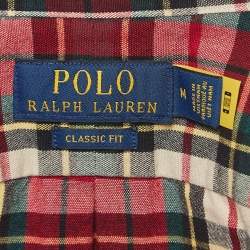 POLO
RALPH LAUREN
CLASSIC FIT
M